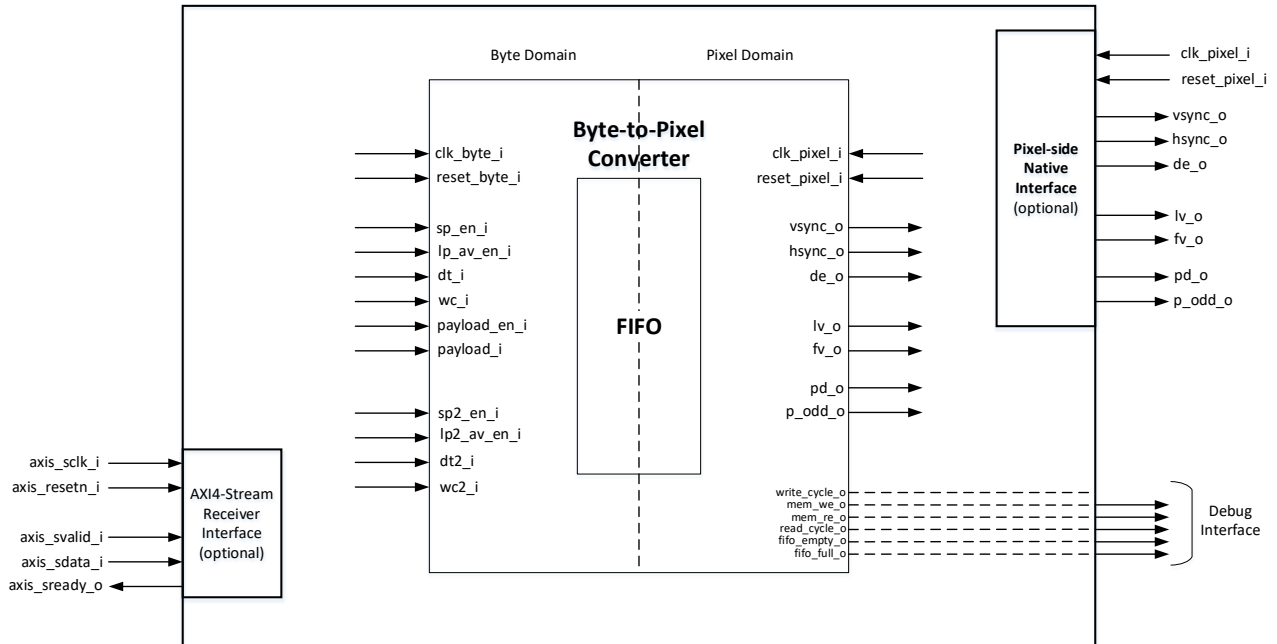 Byte Domain
Pixel Domain
Byte-to-Pixel
Converter
FIFO
clk_byte_i
reset_byte_i
sp_en_i
lp_av_en_i
dt_i
wc_i
payload_en_i
payload_i
sp2_en_i
lp2_av_en_i
dt2_i
wc2_i
clk_pixel_i
reset_pixel_i
vsync_o
hsync_o
de_o
lv_o
fv_o
pd_o
p_odd_o
write_cycle_o
mem_we_o
mem_re_o
read_cycle_o
fifo_empty_o
fifo_full_o
Pixel-side
Native
Interface
(optional)
clk_pixel_i
reset_pixel_i
vsync_o
hsync_o
de_o
lv_o
fv_o
pd_o
p_odd_o
axis_sclk_i
axis_resetn_i
axis_svalid_i
axis_sdata_i
axis_sready_o
AXI4-Stream
Receiver
Interface
(optional)
Debug
Interface